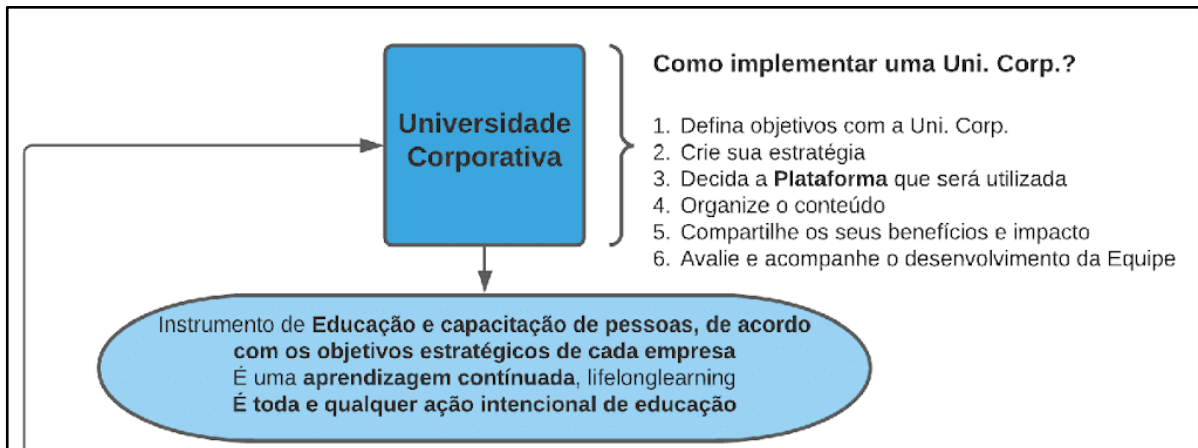 Universidade
Corporativa
Como implementar uma Uni. Corp.?
1. Defina objetivos com a Uni. Corp.
2. Crie sua estratégia
3. Decida a Plataforma que será utilizada
4. Organize o conteúdo
5. Compartilhe os seus benefícios e impacto
6. Avalie e acompanhe o desenvolvimento da Equipe
Instrumento de Educação e capacitação de pessoas, de acordo
com os objetivos estratégicos de cada empresa
É uma aprendizagem contínuada, lifelonglearning
É toda e qualquer ação intencional de educação